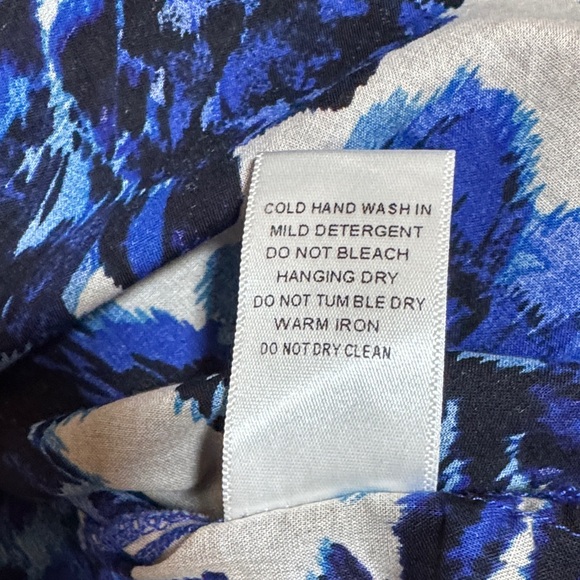 COLD HAND WASH IN
MILD DETERGENT
DO NOT BLEACH
HANGING DRY
DO NOT TUMBLE DRY
WARM IRON
DO NOT DRY CLEAN